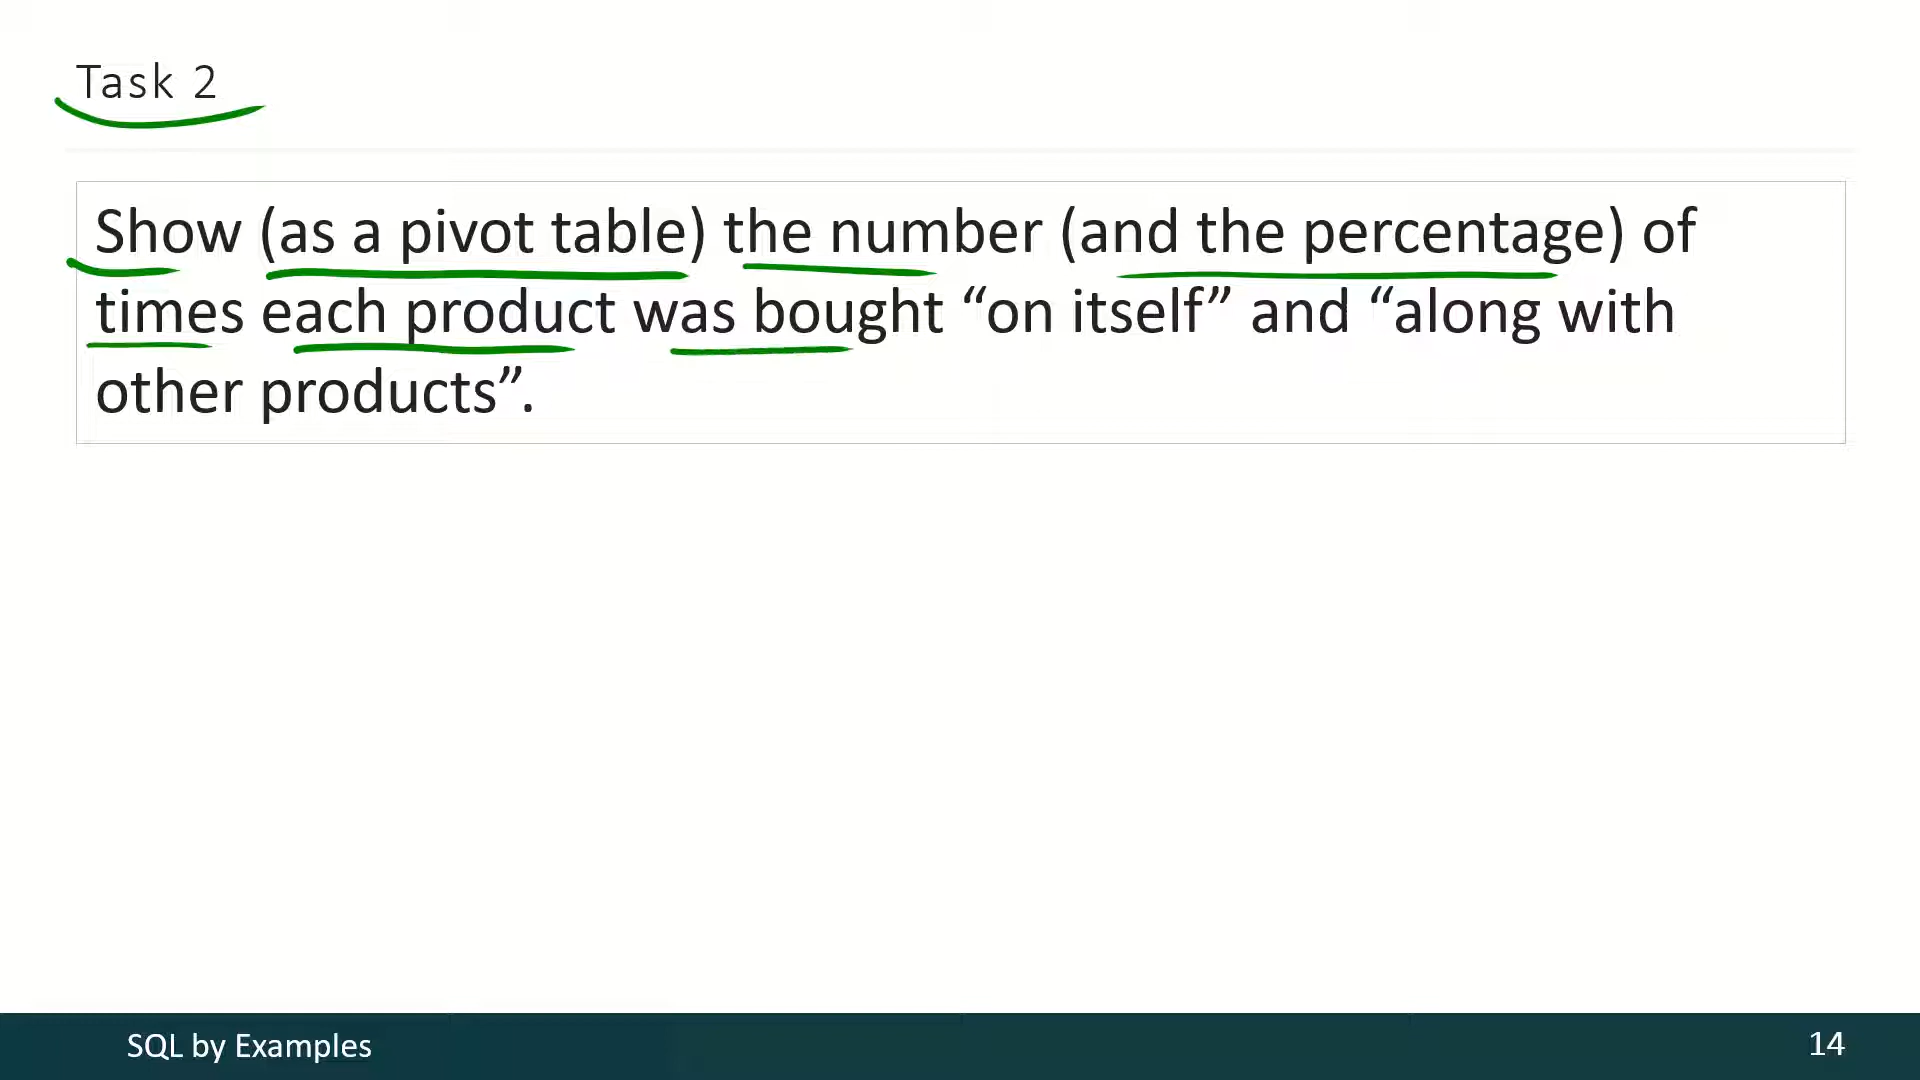 Task 2
Show (as a pivot table) the number (and the percentage) of
times each product was bought “on itself” and “along with
other products”.
SQL by Examples
14